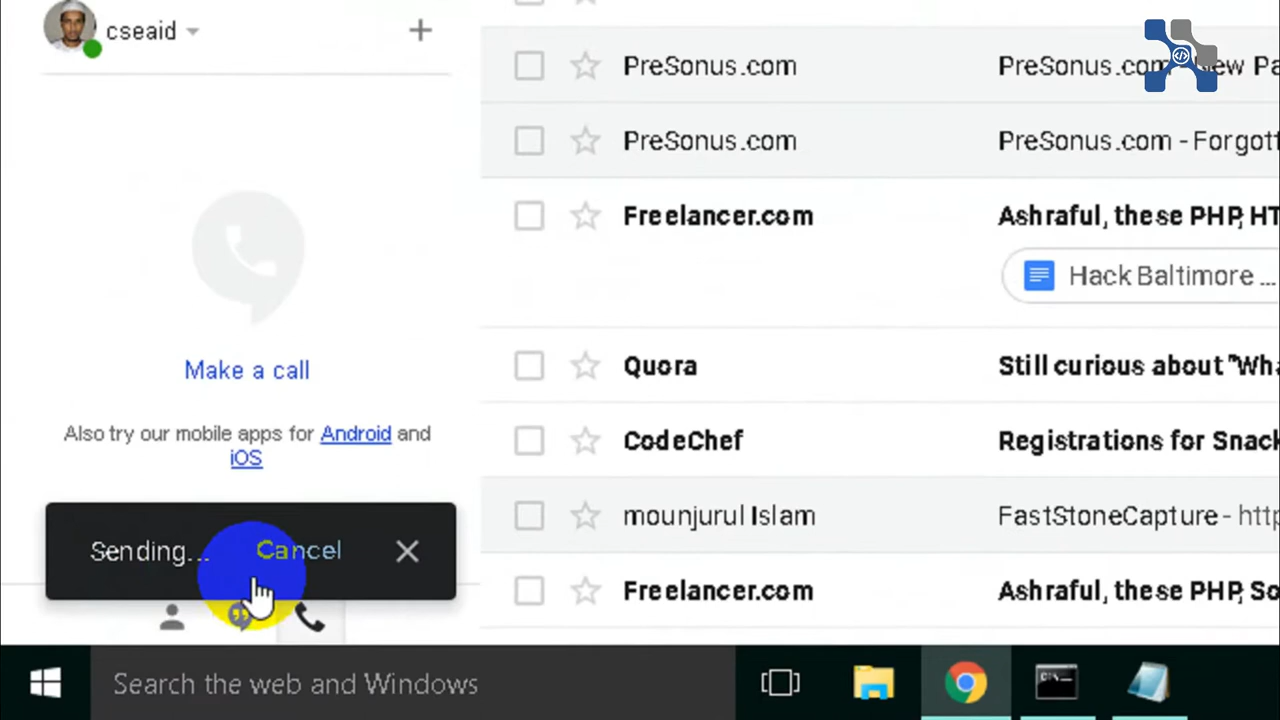 cseaid
PreSonus.com PreSonus.com - New Pa
PreSonus.com PreSonus.com - Forgott
Freelancer.com Ashraful, these PHP, HT
Hack Baltimore ...
Make a call
Quora Still curious about "Wha
Also try our mobile apps for Android and
iOS
CodeChef Registrations for Snack
mounjurul Islam FastStoneCapture - http
Sending... Cancel
Freelancer.com Ashraful, these PHP, So
Search the web and Windows